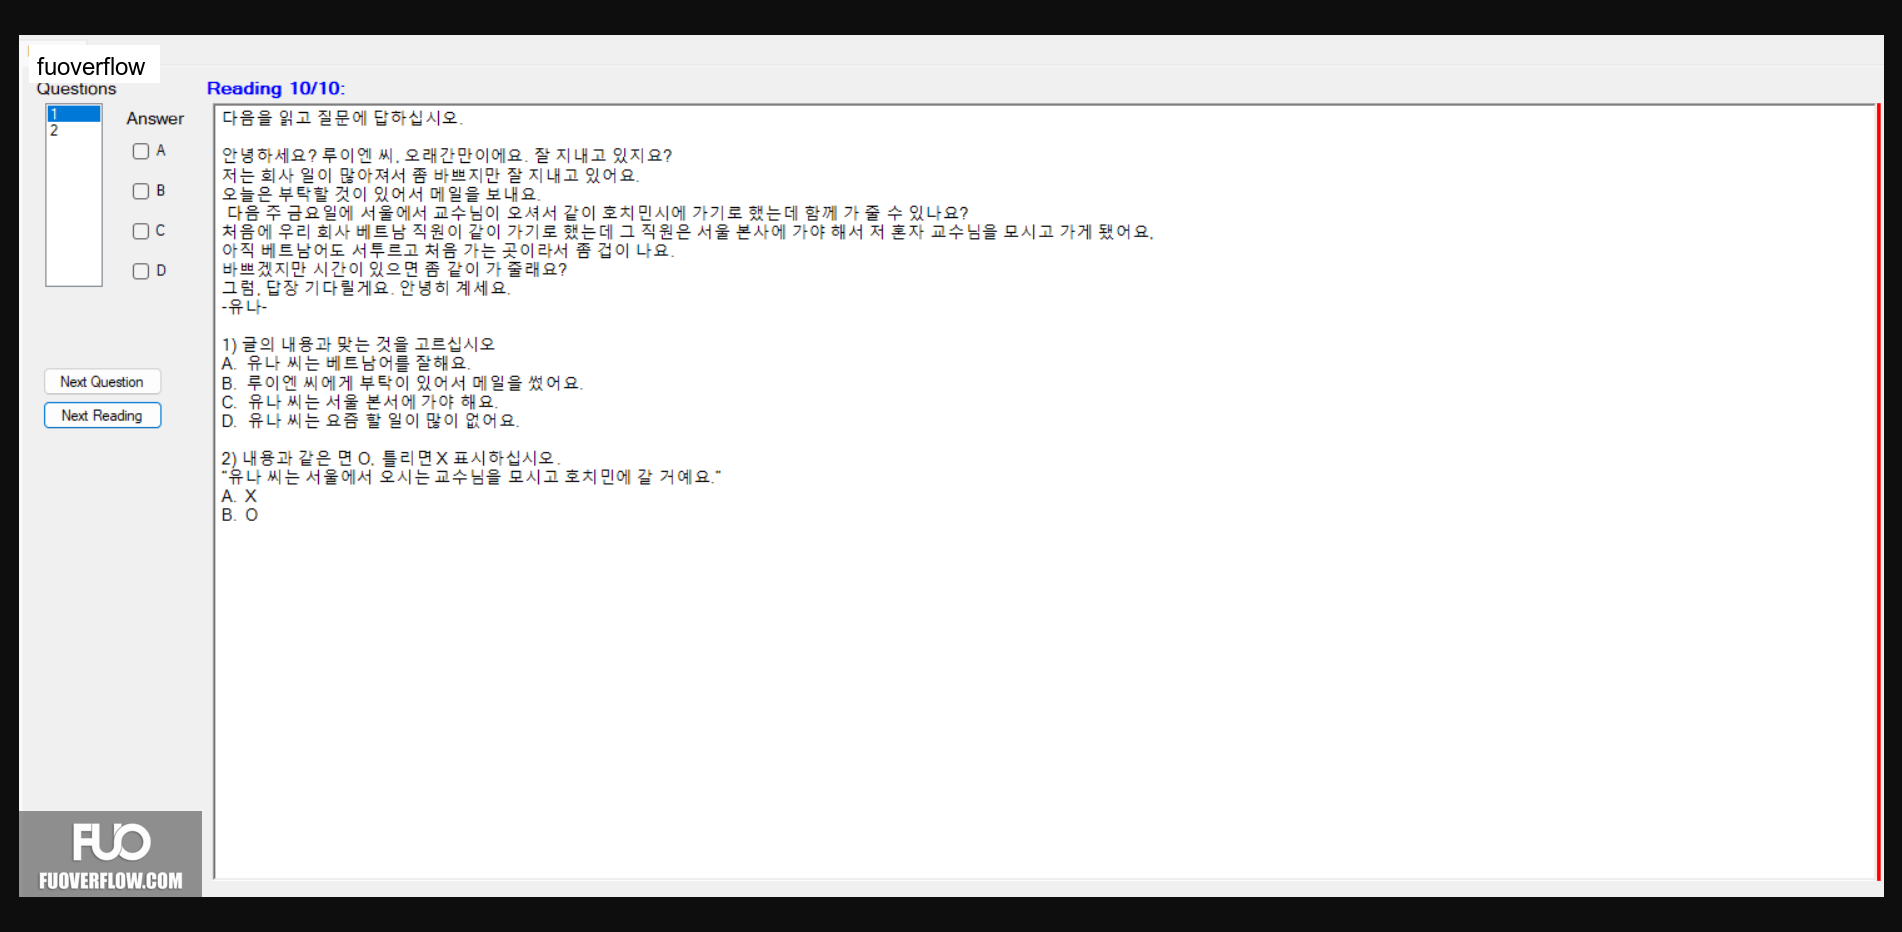 fuoverflow
Questions
Reading 10/10:
1
2
Answer
A
B
C
D
Next Question
Next Reading
다음을 읽고 질문에 답하십시오.
안녕하세요? 루이엔 씨, 오래간만이에요. 잘 지내고 있지요?
저는 회사 일이 많아져서 좀 바쁘지만 잘 지내고 있어요.
오늘은 부탁할 것이 있어서 메일을 보내요.
다음 주 금요일에 서울에서 교수님이 오셔서 같이 호치민시에 가기로 했는데 함께 가 줄 수 있나요?
처음에 우리 회사 베트남 직원이 같이 가기로 했는데 그 직원은 서울 본사에 가야 해서 저 혼자 교수님을 모시고 가게 됐어요,
아직 베트남어도 서투르고 처음 가는 곳이라서 좀 겁이 나요.
바쁘겠지만 시간이 있으면 좀 같이 가 줄래요?
그럼, 답장 기다릴게요. 안녕히 계세요.
-유나-
1) 글의 내용과 맞는 것을 고르십시오
A. 유나 씨는 베트남어를 잘해요.
B. 루이엔 씨에게 부탁이 있어서 메일을 썼어요.
C. 유나 씨는 서울 본서에 가야 해요.
D. 유나 씨는 요즘 할 일이 많이 없어요.
2) 내용과 같은 면 O, 틀리면 X 표시하십시오.
"유나 씨는 서울에서 오시는 교수님을 모시고 호치민에 갈 거예요."
A. X
B. O
FUO
FUOVERFLOW.COM